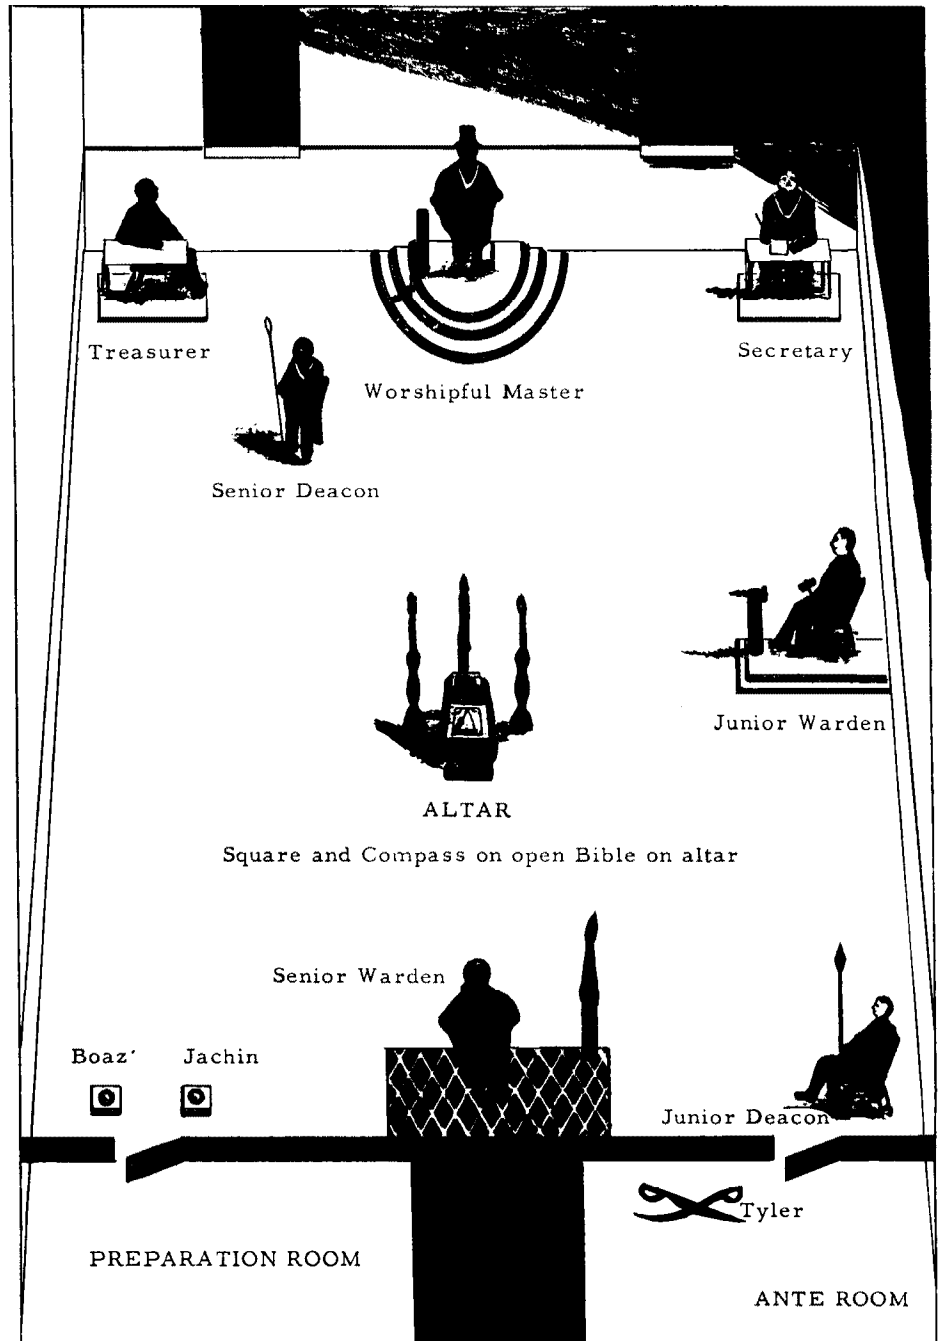 Treasurer
Secretary
Worshipful Master
Senior Deacon
Junior Warden
ALTAR
Square and Compass on open Bible on altar
Senior Warden
Boaz'
Jachin
Junior Deacon
Tyler
PREPARATION ROOM
ANTE ROOM